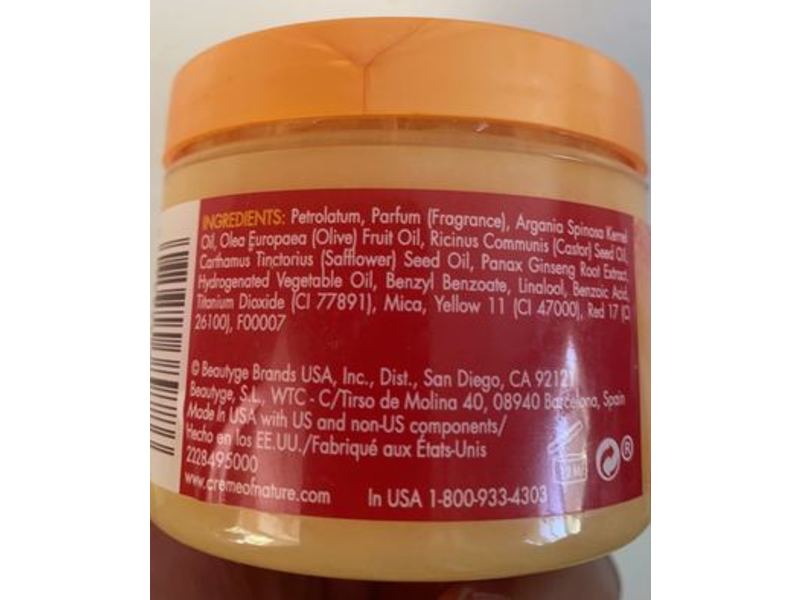 INGREDIENTS: Petrolatum, Parfum (Fragrance), Argania Spinosa Kernel
Oil, Olea Europaea (Olive) Fruit Oil, Ricinus Communis (Castor) Seed Oil,
Carthamus Tinctorius (Safflower) Seed Oil, Panax Ginseng Root Extract,
Hydrogenated Vegetable Oil, Benzyl Benzoate, Linalool, Benzoic Acid,
Titanium Dioxide (CI 77891), Mica, Yellow 11 (CI 47000), Red 17 (CI
26100), F00007
© Beautyge Brands USA, Inc., Dist., San Diego, CA 92121
Beautyge, S.L., WTC - C/Tirso de Molina 40, 08940 Barcelona, Spain
Made in USA with US and non-US components/
Hecho en los EE.UU./Fabriqué aux États-Unis
2228495000
www.cremeofnature.com In USA 1-800-933-4303
®